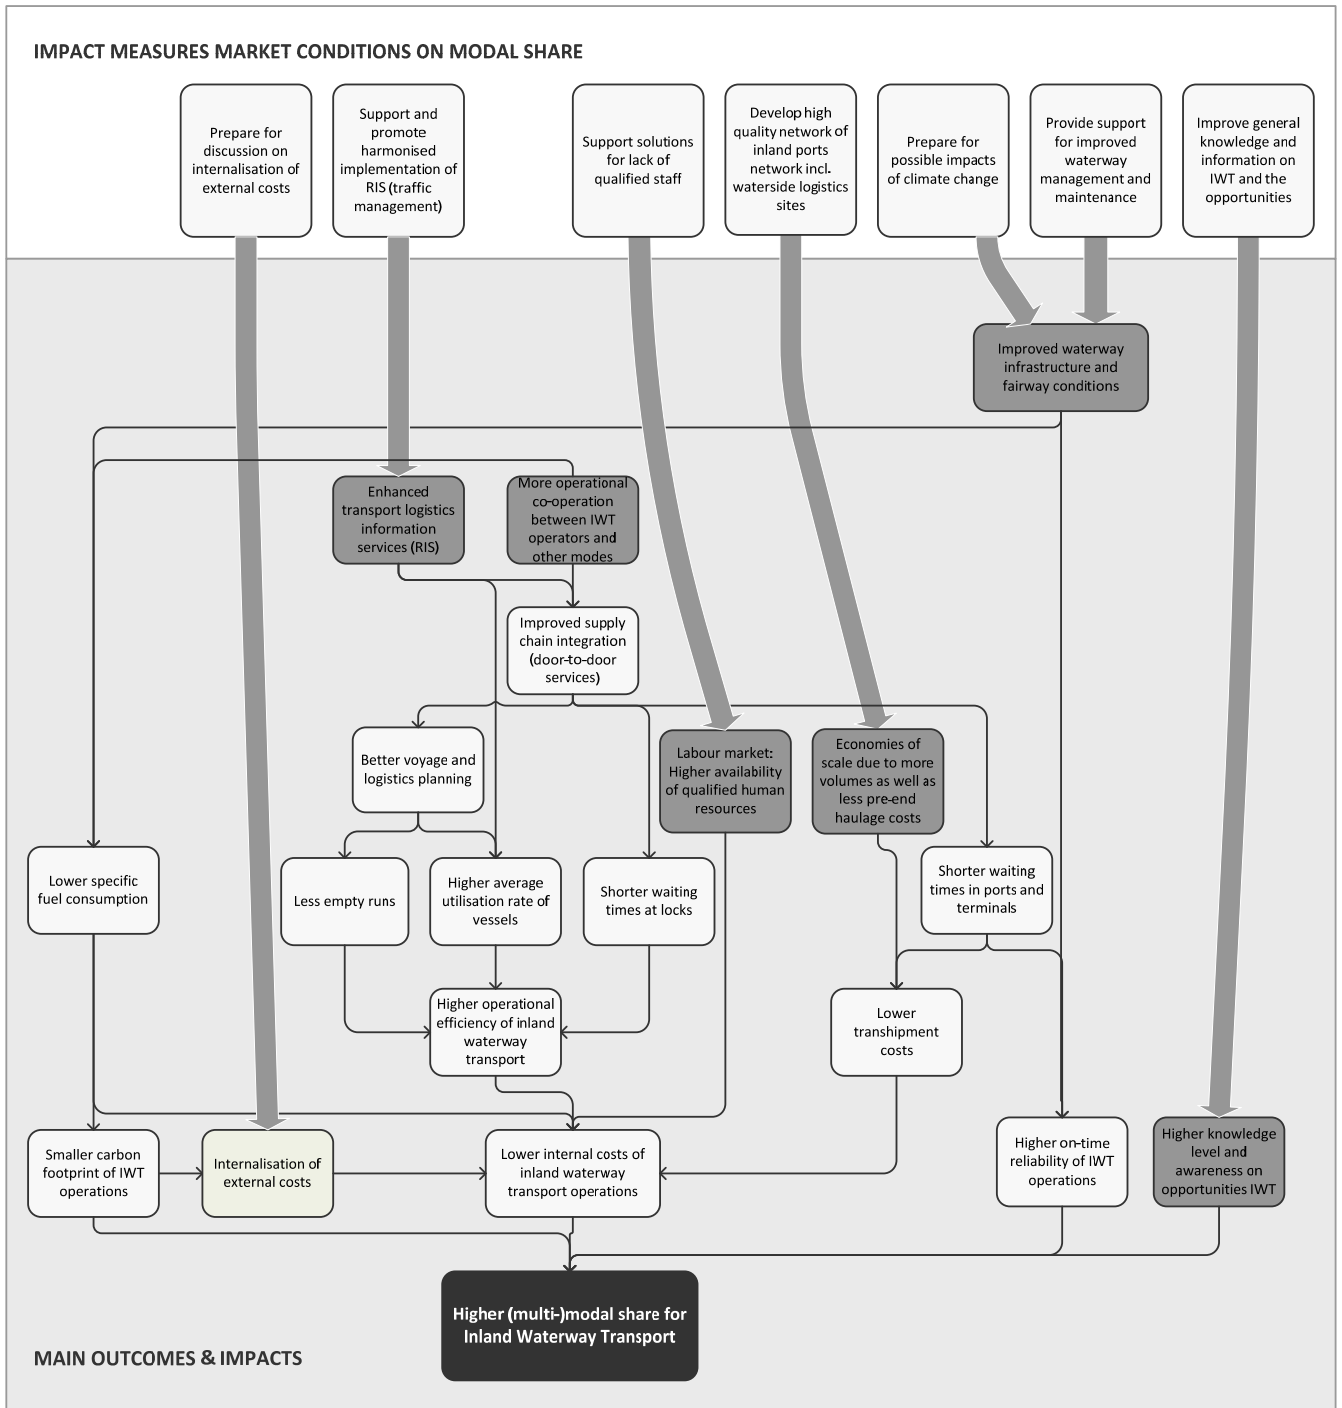 IMPACT MEASURES MARKET CONDITIONS ON MODAL SHARE
Prepare for
discussion on
internalisation of
external costs
Support and
promote
harmonised
implementation of
RIS (traffic
management)
Support solutions
for lack of
qualified staff
Develop high
quality network of
inland ports
network incl.
waterside logistics
sites
Prepare for
possible impacts
of climate change
Provide support
for improved
waterway
management and
maintenance
Improve general
knowledge and
information on
IWT and the
opportunities
Improved waterway
infrastructure and
fairway conditions
Enhanced
transport logistics
information
services (RIS)
More operational
co-operation
between IWT
operators and
other modes
Improved supply
chain integration
(door-to-door
services)
Better voyage and
logistics planning
Labour market:
Higher availability
of qualified human
resources
Economies of
scale due to more
volumes as well as
less pre-end
haulage costs
Lower specific
fuel consumption
Less empty runs
Higher average
utilisation rate of
vessels
Shorter waiting
times at locks
Shorter waiting
times in ports and
terminals
Higher operational
efficiency of inland
waterway
transport
Lower
transhipment
costs
Smaller carbon
footprint of IWT
operations
Internalisation of
external costs
Lower internal costs of
inland waterway
transport operations
Higher on-time
reliability of IWT
operations
Higher knowledge
level and
awareness on
opportunities IWT
Higher (multi-)modal share for
Inland Waterway Transport
MAIN OUTCOMES & IMPACTS